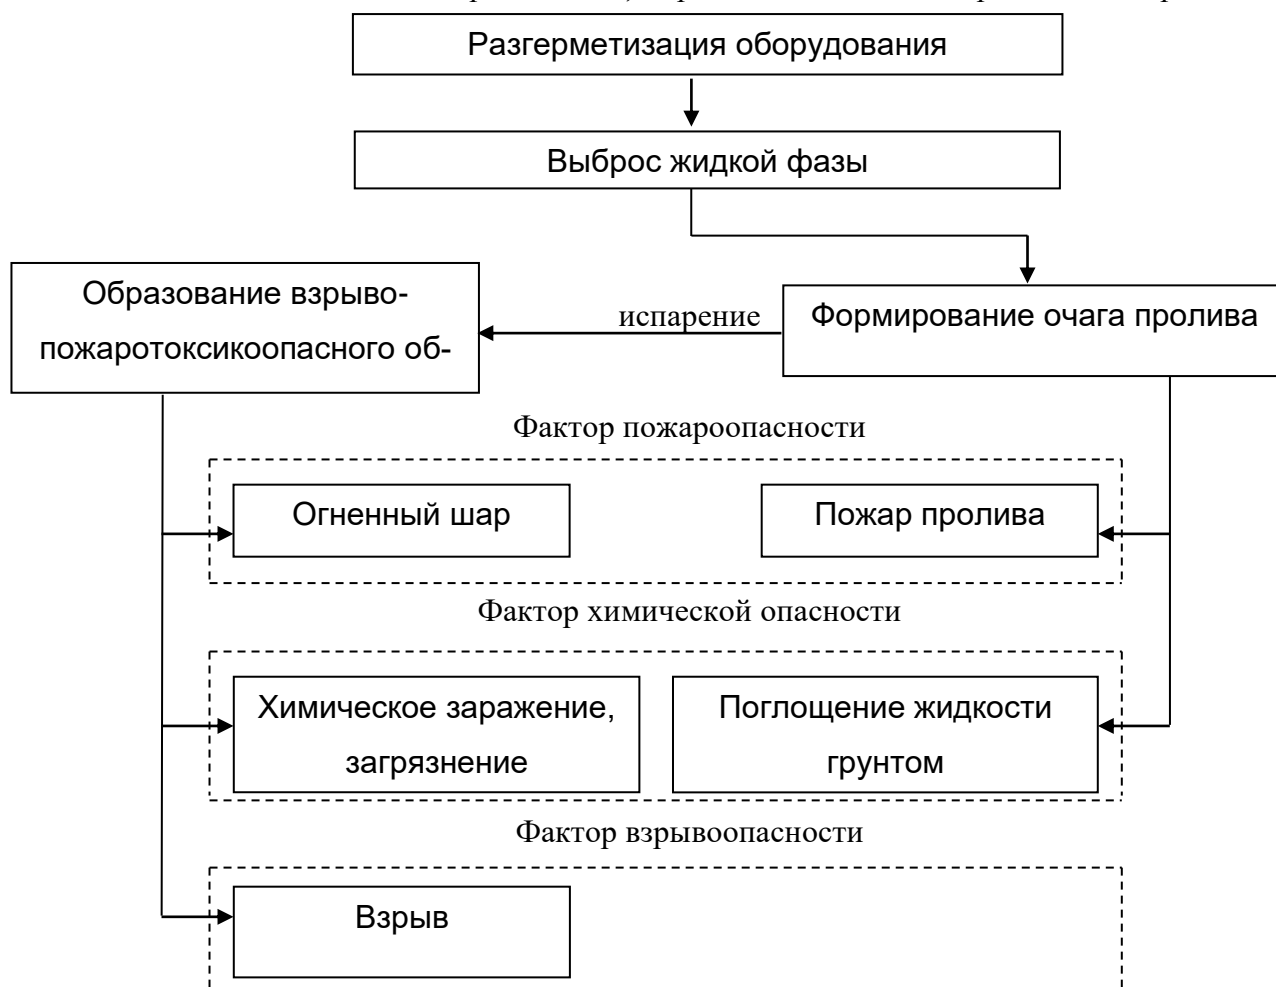 Разгерметизация оборудования
Выброс жидкой фазы
Образование взрыво-
пожаротоксикоопасного об-
испарение
Формирование очага пролива
Фактор пожароопасности
Огненный шар
Пожар пролива
Фактор химической опасности
Химическое заражение,
загрязнение
Поглощение жидкости
грунтом
Фактор взрывоопасности
Взрыв